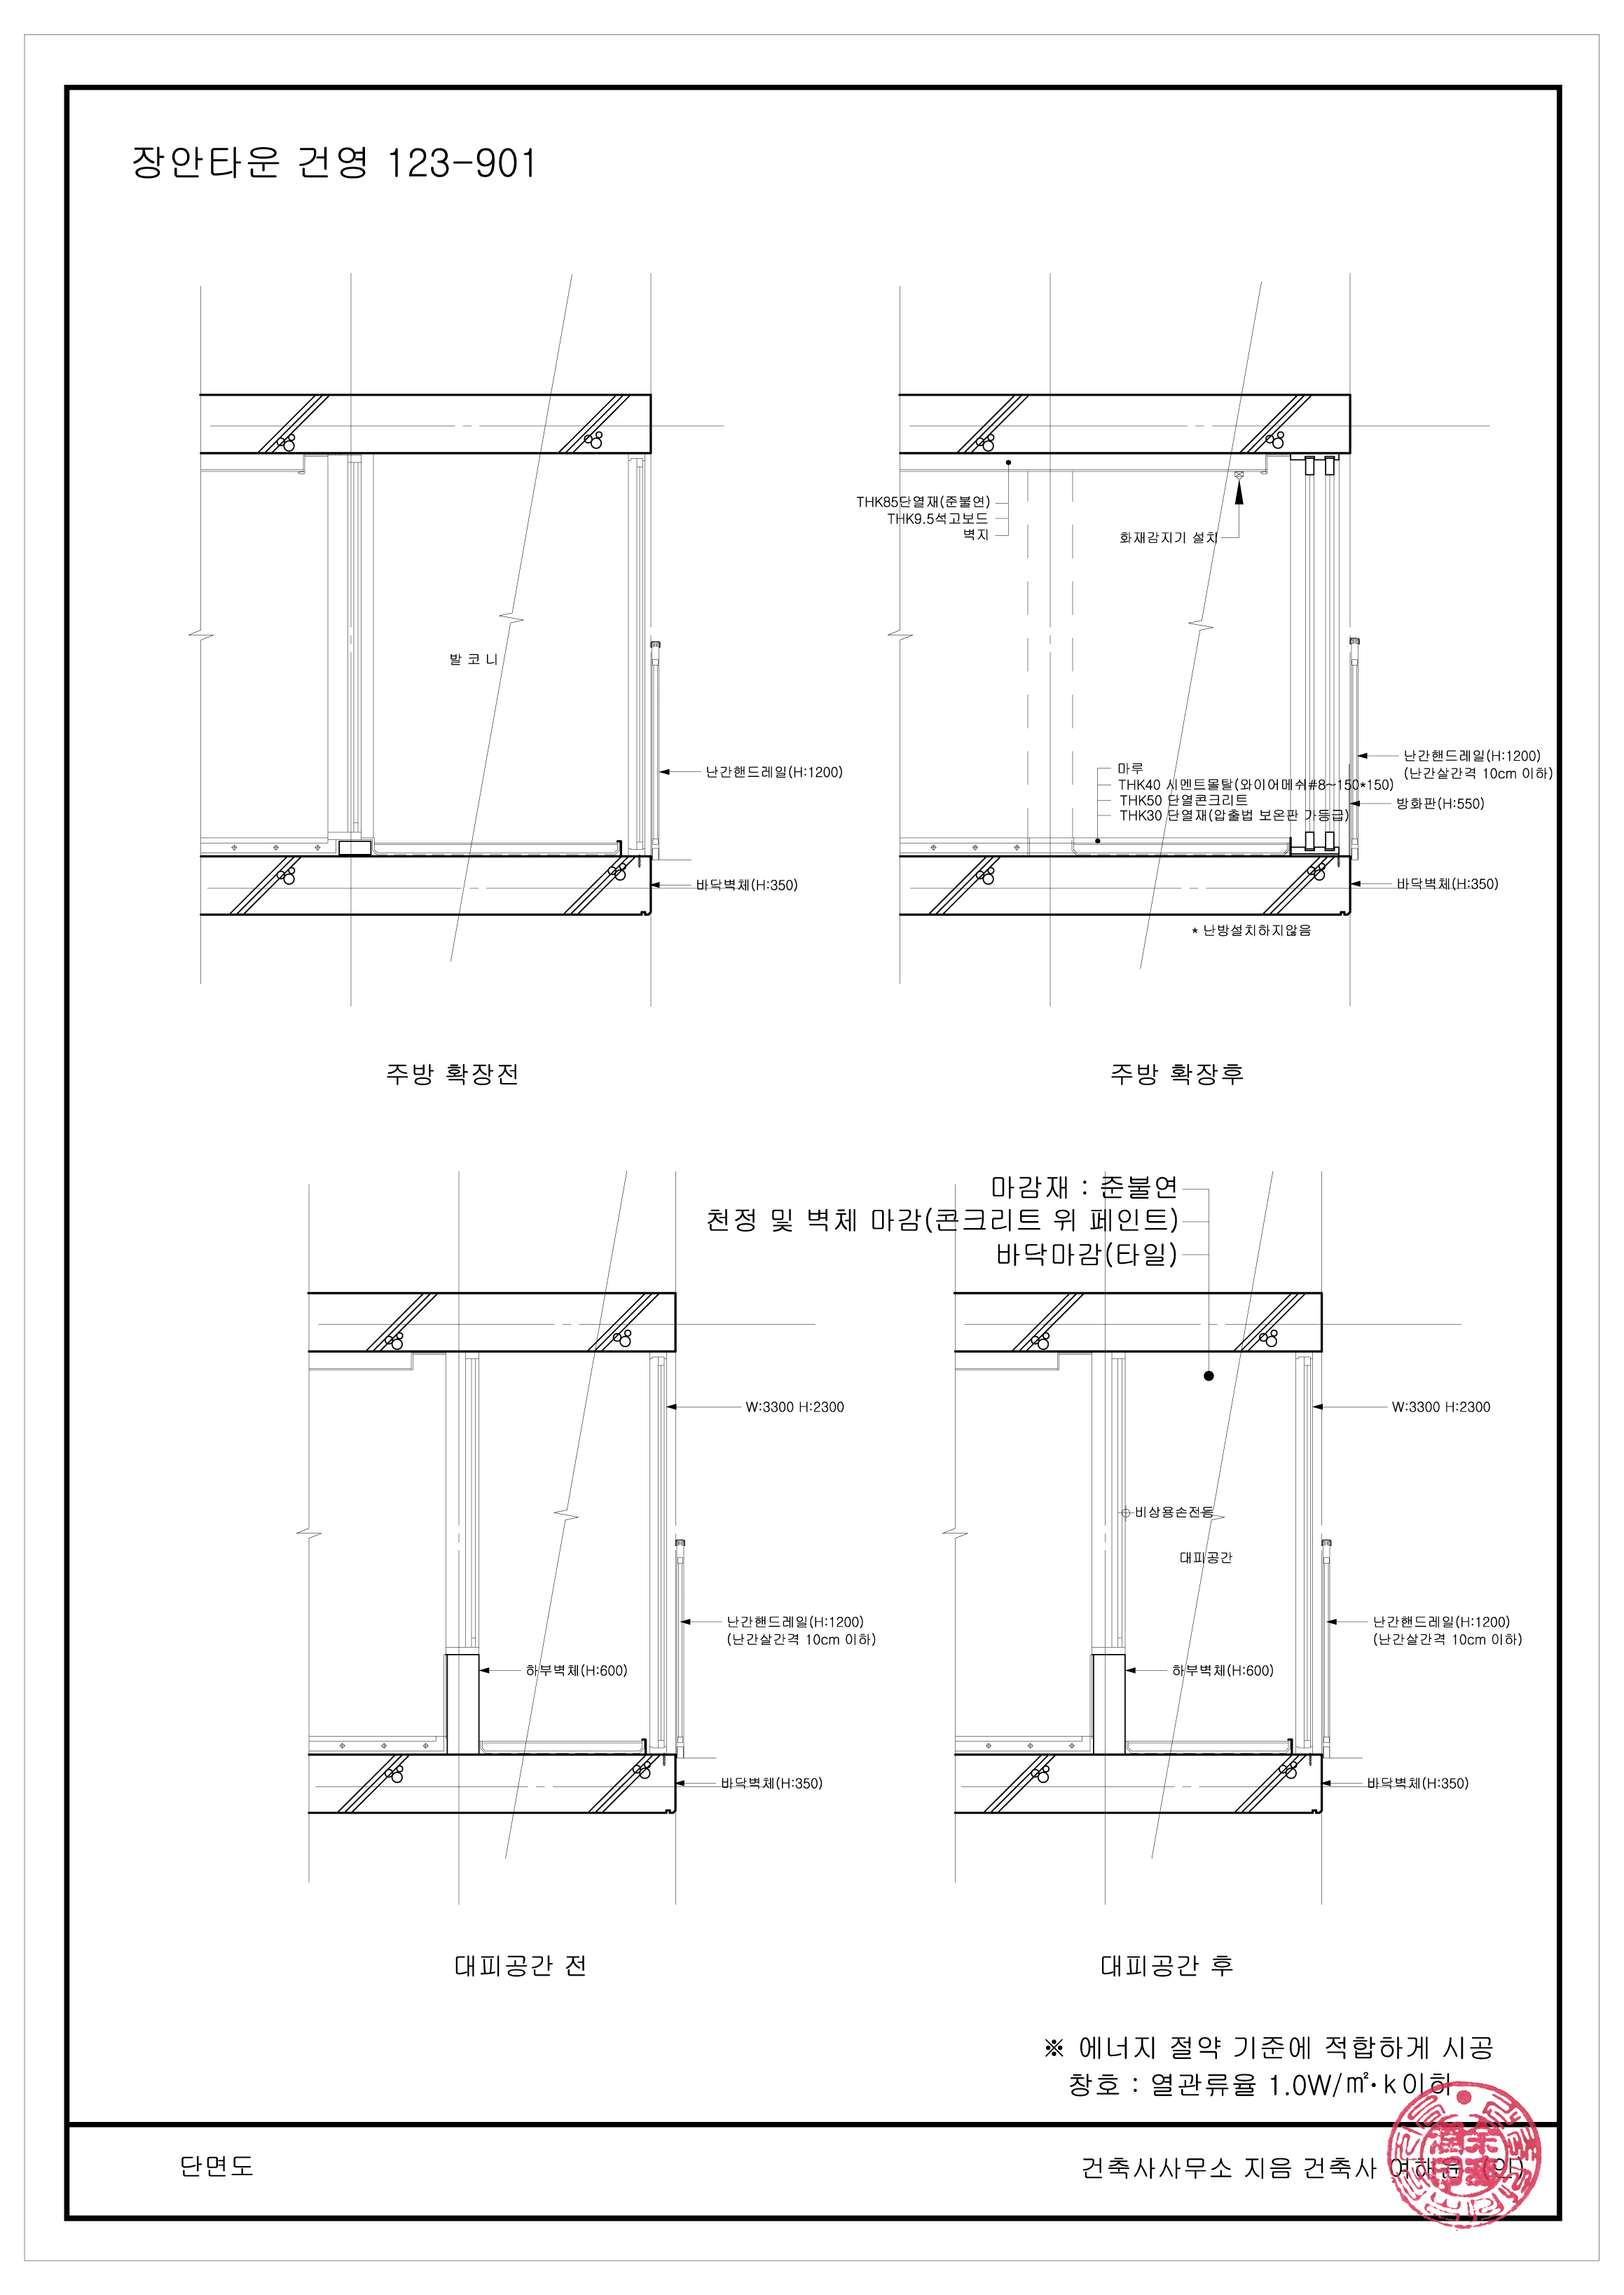 장안타운 건영 123-901
발 코 니
난간핸드레일(H:1200)
바닥벽체(H:350)
주방 확장전
THK85단열재(준불연)
THK9.5석고보드
벽지
화재감지기 설치
마루
THK40 시멘트몰탈(와이어메쉬#8~150*150)
THK50 단열콘크리트
THK30 단열재(압출법 보온판 가등급)
난간핸드레일(H:1200)
(난간살간격 10cm 이하)
방화판(H:550)
바닥벽체(H:350)
* 난방설치하지않음
주방 확장후
W:3300 H:2300
난간핸드레일(H:1200)
(난간살간격 10cm 이하)
하부벽체(H:600)
바닥벽체(H:350)
대피공간 전
마감재 : 준불연
천정 및 벽체 마감(콘크리트 위 페인트)
바닥마감(타일)
W:3300 H:2300
비상용손전등
대피공간
난간핸드레일(H:1200)
(난간살간격 10cm 이하)
하부벽체(H:600)
바닥벽체(H:350)
대피공간 후
※ 에너지 절약 기준에 적합하게 시공
창호 : 열관류율 1.0W/㎡·k이하
단면도
건축사사무소 지음 건축사 (인)